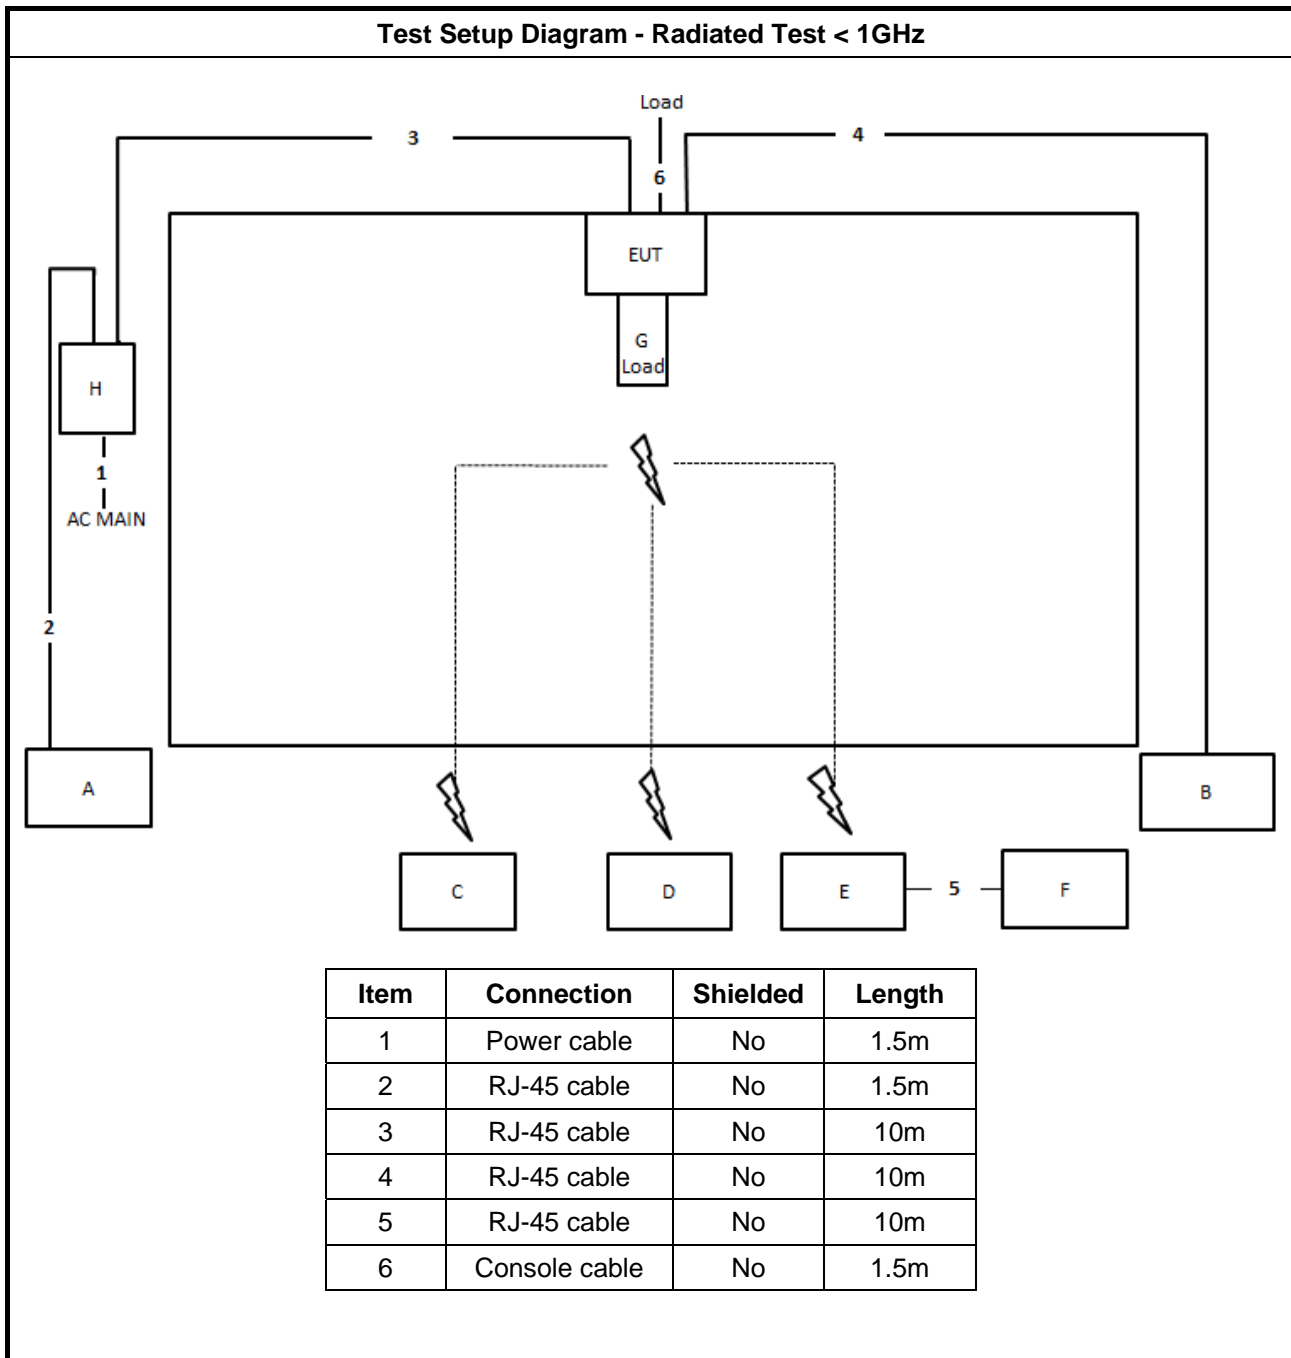 Test Setup Diagram - Radiated Test < 1GHz
Load
3
4
6
EUT
G
Load
H
1
AC MAIN
2
A
B
C
D
E
5
F
Item Connection Shielded Length
1 Power cable No 1.5m
2 RJ-45 cable No 1.5m
3 RJ-45 cable No 10m
4 RJ-45 cable No 10m
5 RJ-45 cable No 10m
6 Console cable No 1.5m